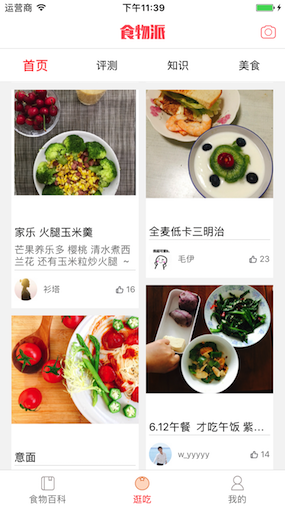 运营商 下午11:39
食物派
首页 评测 知识 美食
家乐 火腿玉米羹
芒果养乐多 樱桃 清水煮西
兰花 还有玉米粒炒火腿 ~
衫塔 16
意面
全麦低卡三明治
毛伊 23
6.12午餐 才吃午饭 紫...
w_yyyyy 14
食物百科 逛吃 我的